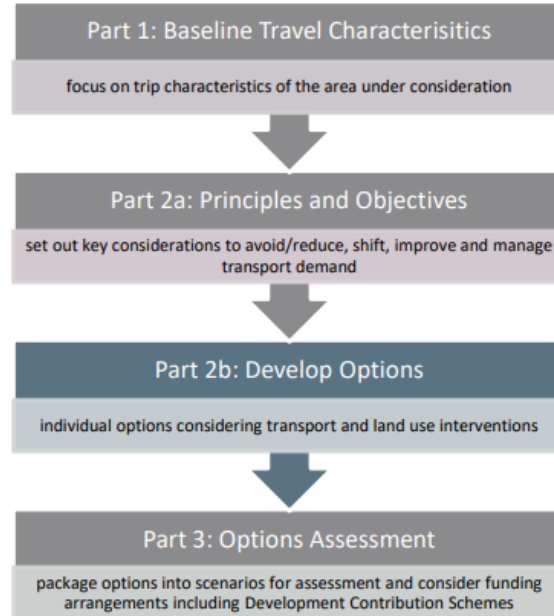 Part 1: Baseline Travel Characterisitics
focus on trip characteristics of the area under consideration
Part 2a: Principles and Objectives
set out key considerations to avoid/reduce, shift, improve and manage
transport demand
Part 2b: Develop Options
individual options considering transport and land use interventions
Part 3: Options Assessment
package options into scenarios for assessment and consider funding
arrangements including Development Contribution Schemes